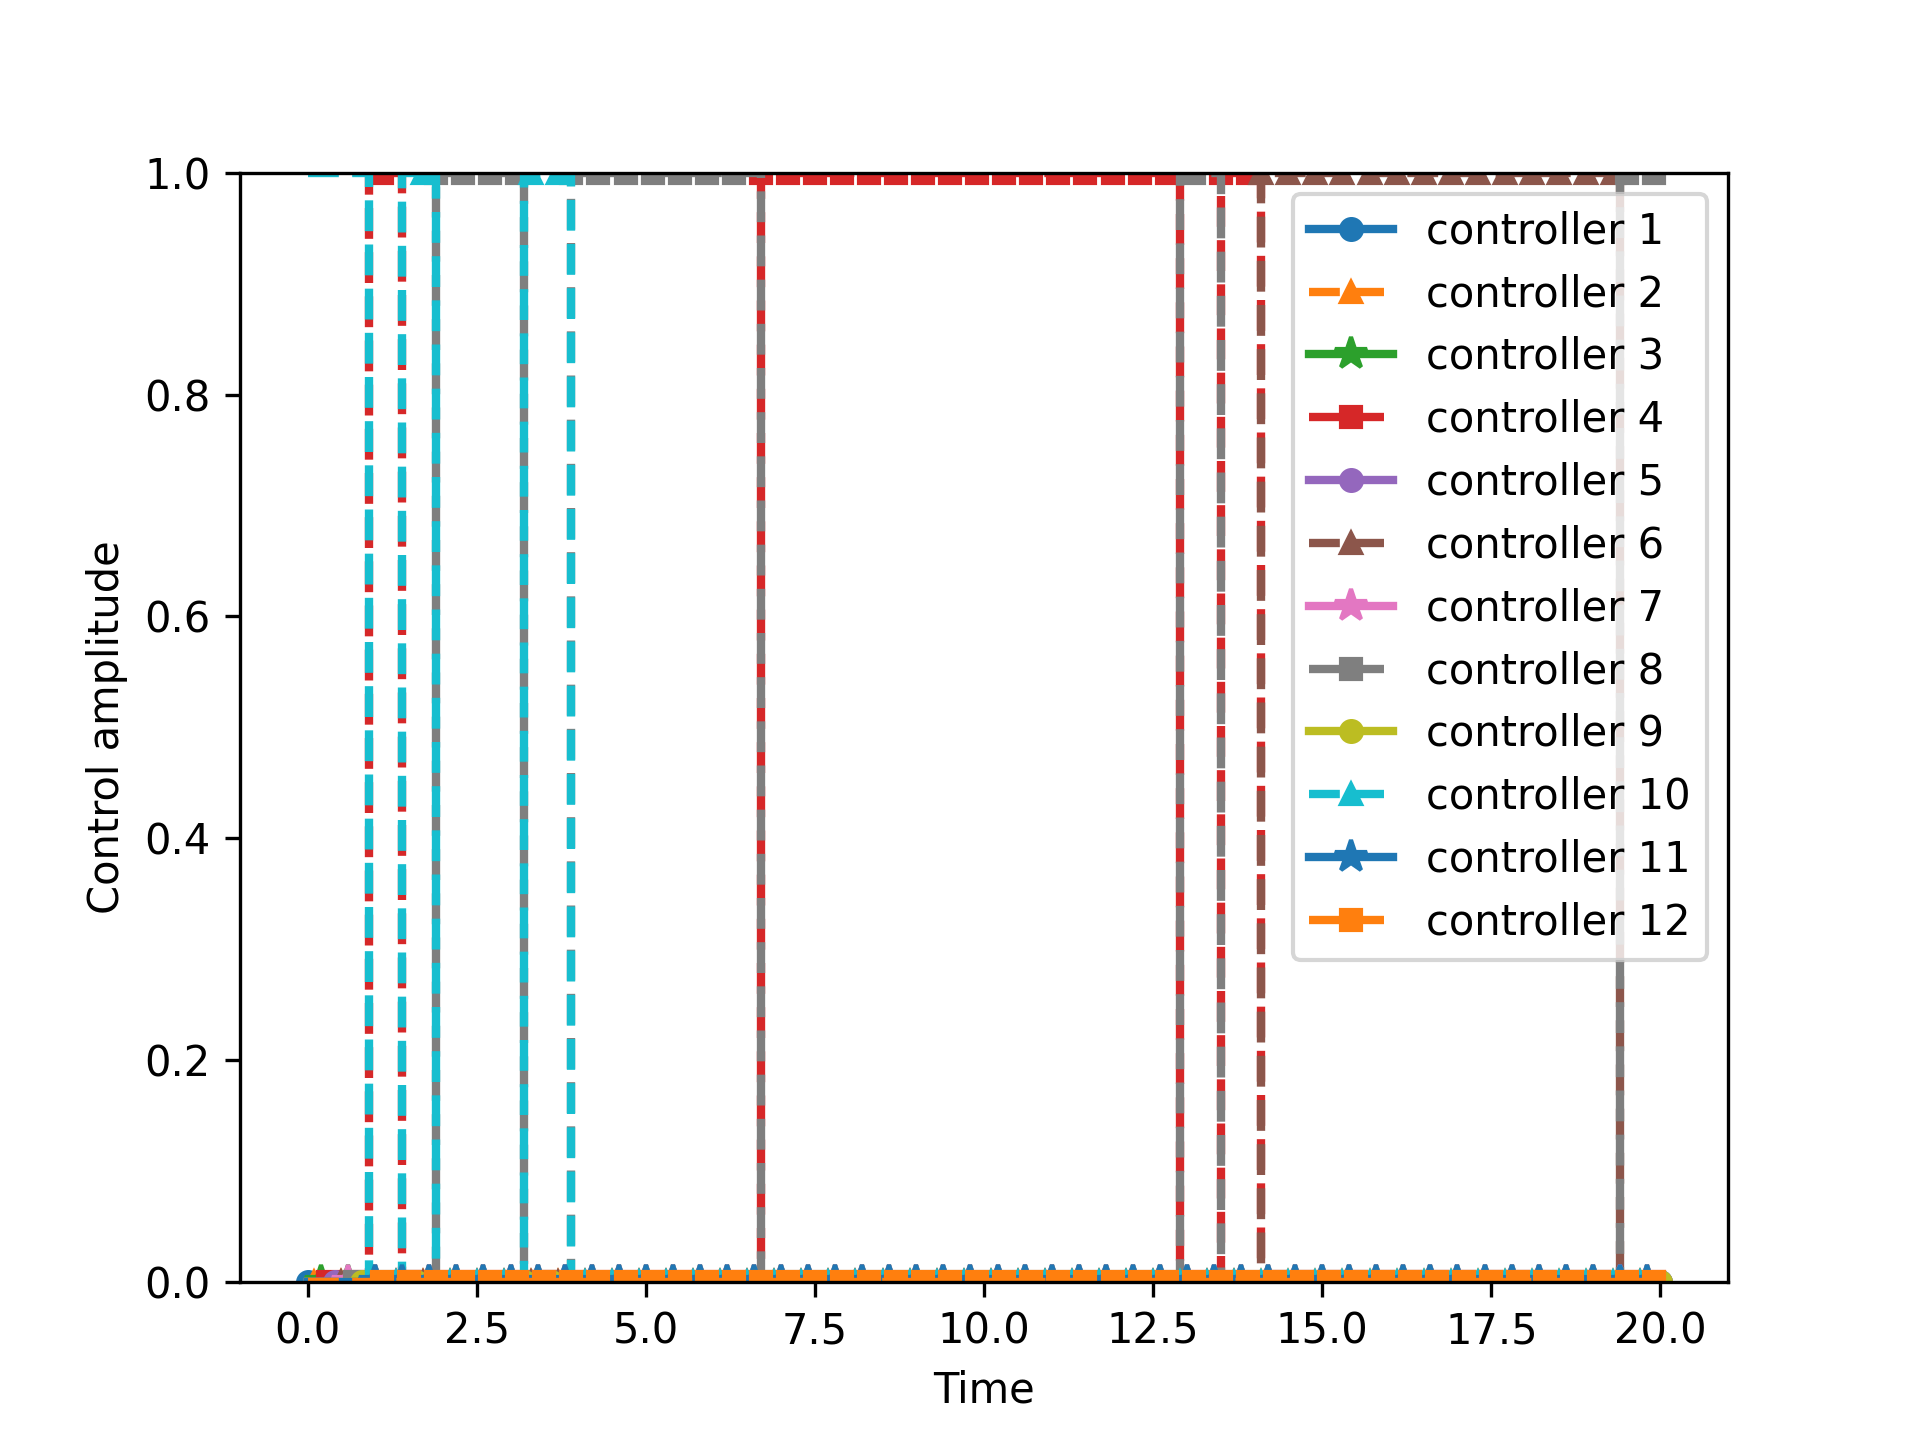 1.0
0.8
0.6
0.4
0.2
0.0
Control amplitude
controller 1
controller 2
controller 3
controller 4
controller 5
controller 6
controller 7
controller 8
controller 9
controller 10
controller 11
controller 12
0.0 2.5 5.0 7.5 10.0 12.5 15.0 17.5 20.0
Time